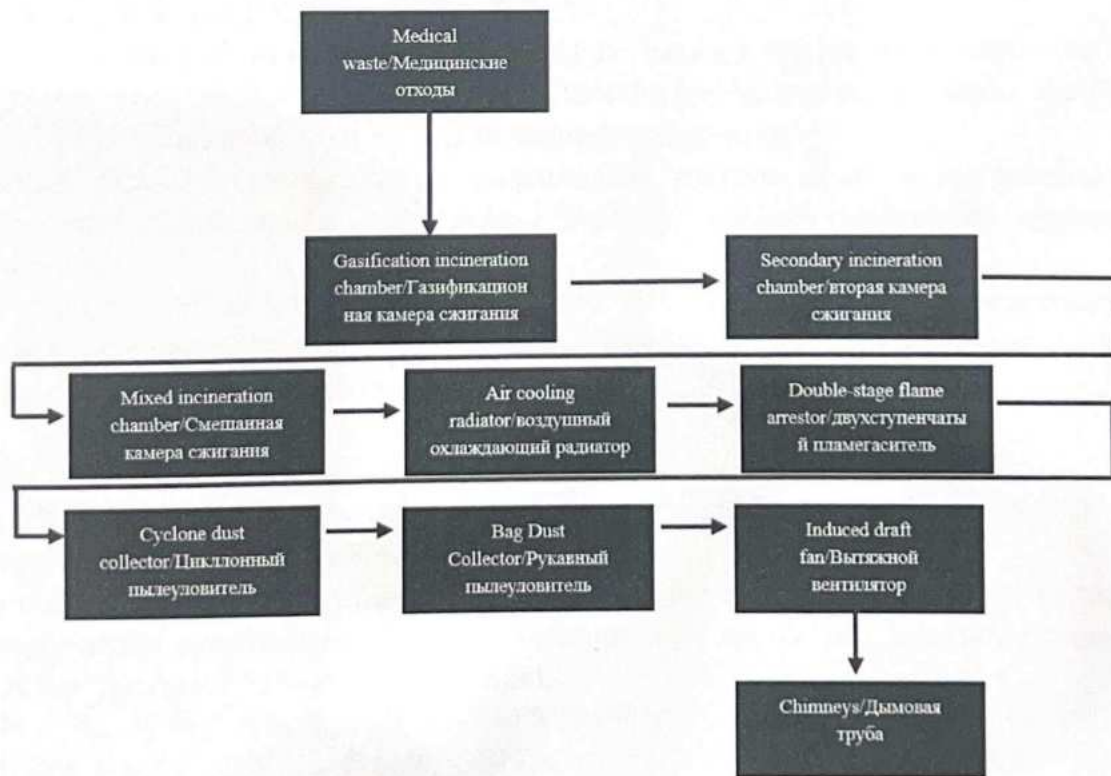 Medical
waste/Медицинские
отходы
Gasification incineration
chamber/Газификацион
ная камера сжигания
Secondary incineration
chamber/вторая камера
сжигания
Mixed incineration
chamber/Смешанная
камера сжигания
Air cooling
radiator/воздушный
охлаждающий радиатор
Double-stage flame
arrestor/двухступенчаты
й пламегаситель
Cyclone dust
collector/Цикллонный
пылеуловитель
Bag Dust
Collector/Рукавный
пылеуловитель
Induced draft
fan/Вытяжной
вентилятор
Chimneys/Дымовая
труба